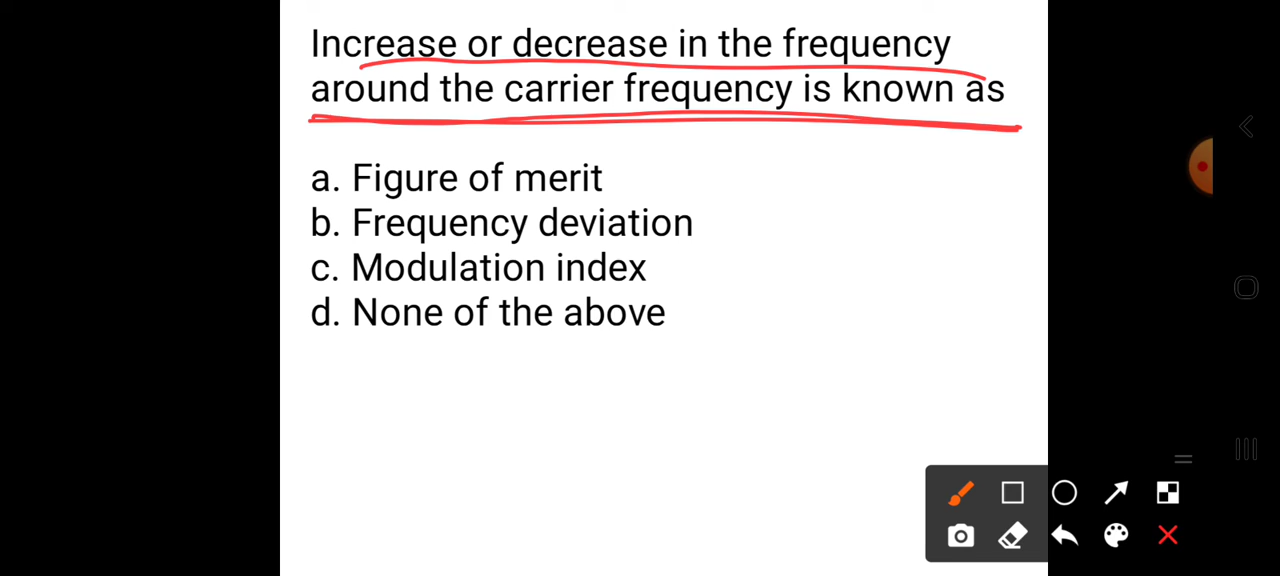 Increase or decrease in the frequency
around the carrier frequency is known as
a. Figure of merit
b. Frequency deviation
c. Modulation index
d. None of the above